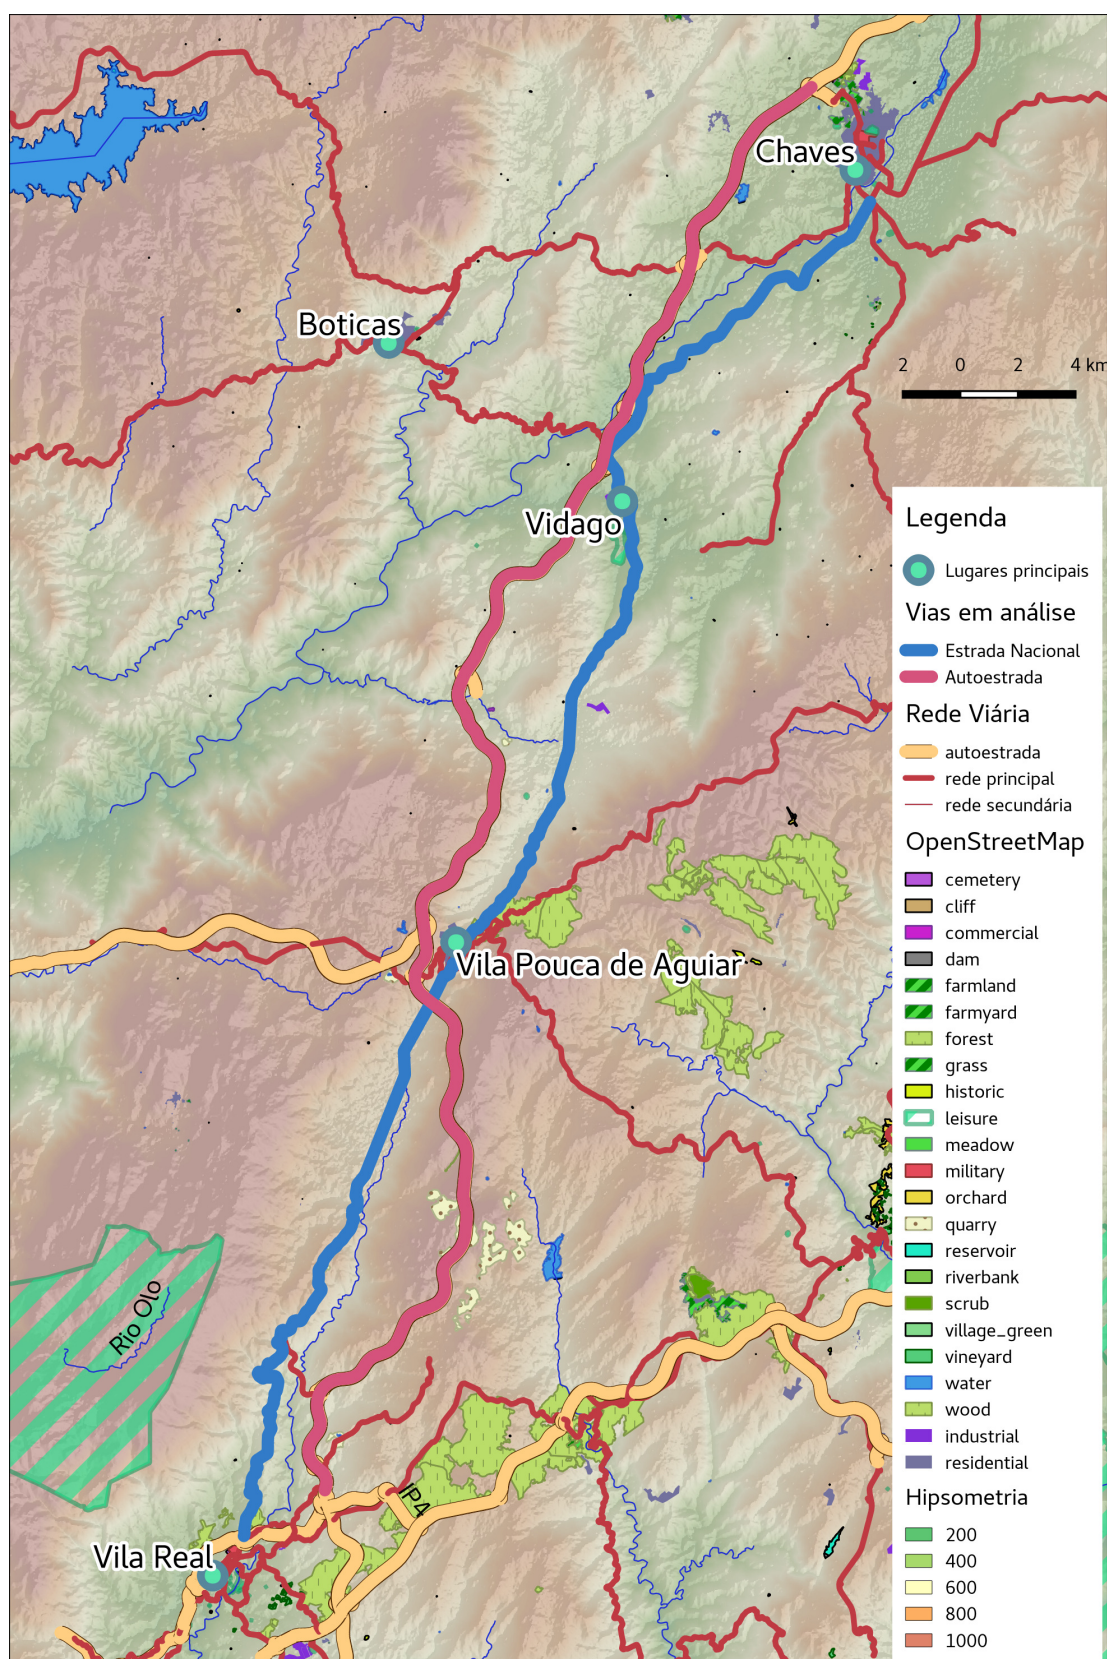 Chaves
Boticas
2 0 2 4 km
Vidago
Vila Pouca de Aguiar
Rio Olo
IP4
Vila Real
Legenda
Lugares principais
Vias em análise
Estrada Nacional
Autoestrada
Rede Viária
autoestrada
rede principal
rede secundária
OpenStreetMap
cemetery
cliff
commercial
dam
farmland
farmyard
forest
grass
historic
leisure
meadow
military
orchard
quarry
reservoir
riverbank
scrub
village_green
vineyard
water
wood
industrial
residential
Hipsometria
200
400
600
800
1000